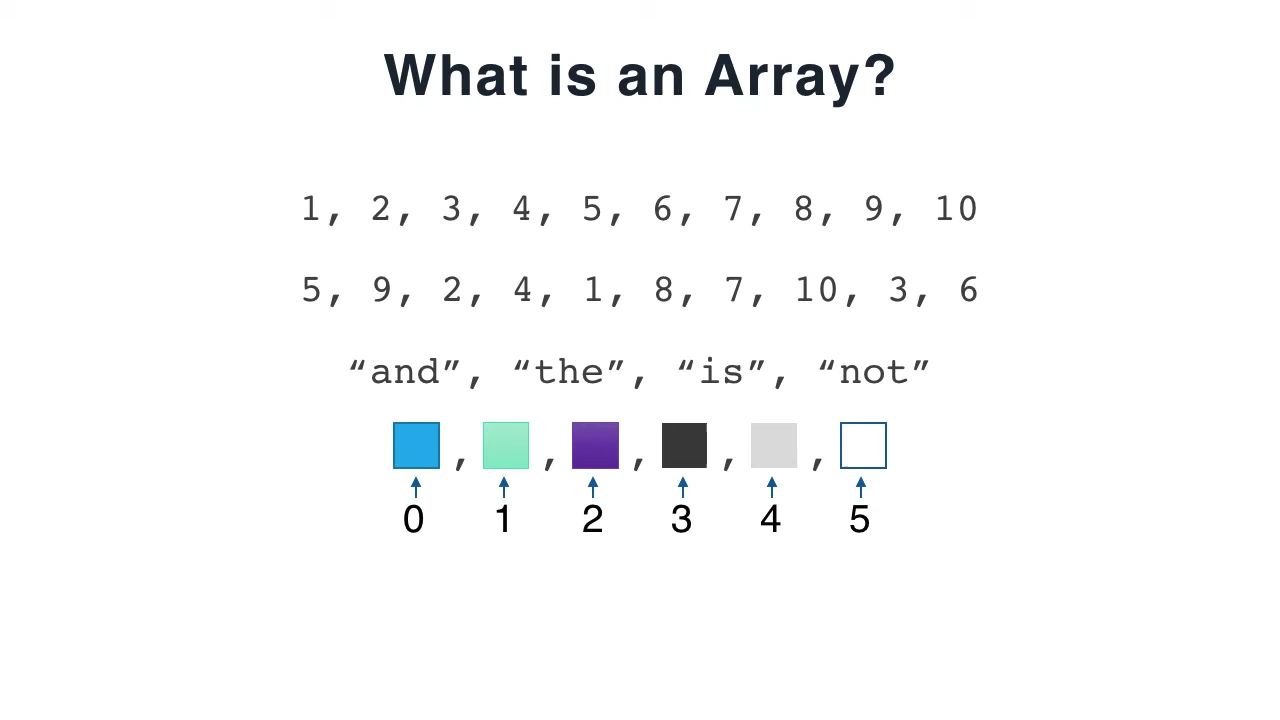 What is an Array?
1, 2, 3, 4, 5, 6, 7, 8, 9, 10
5, 9, 2, 4, 1, 8, 7, 10, 3, 6
“and”, “the”, “is”, “not”
, , , , ,
0 1 2 3 4 5